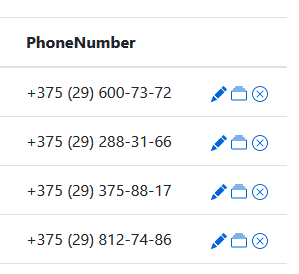 PhoneNumber
+375 (29) 600-73-72
+375 (29) 288-31-66
+375 (29) 375-88-17
+375 (29) 812-74-86